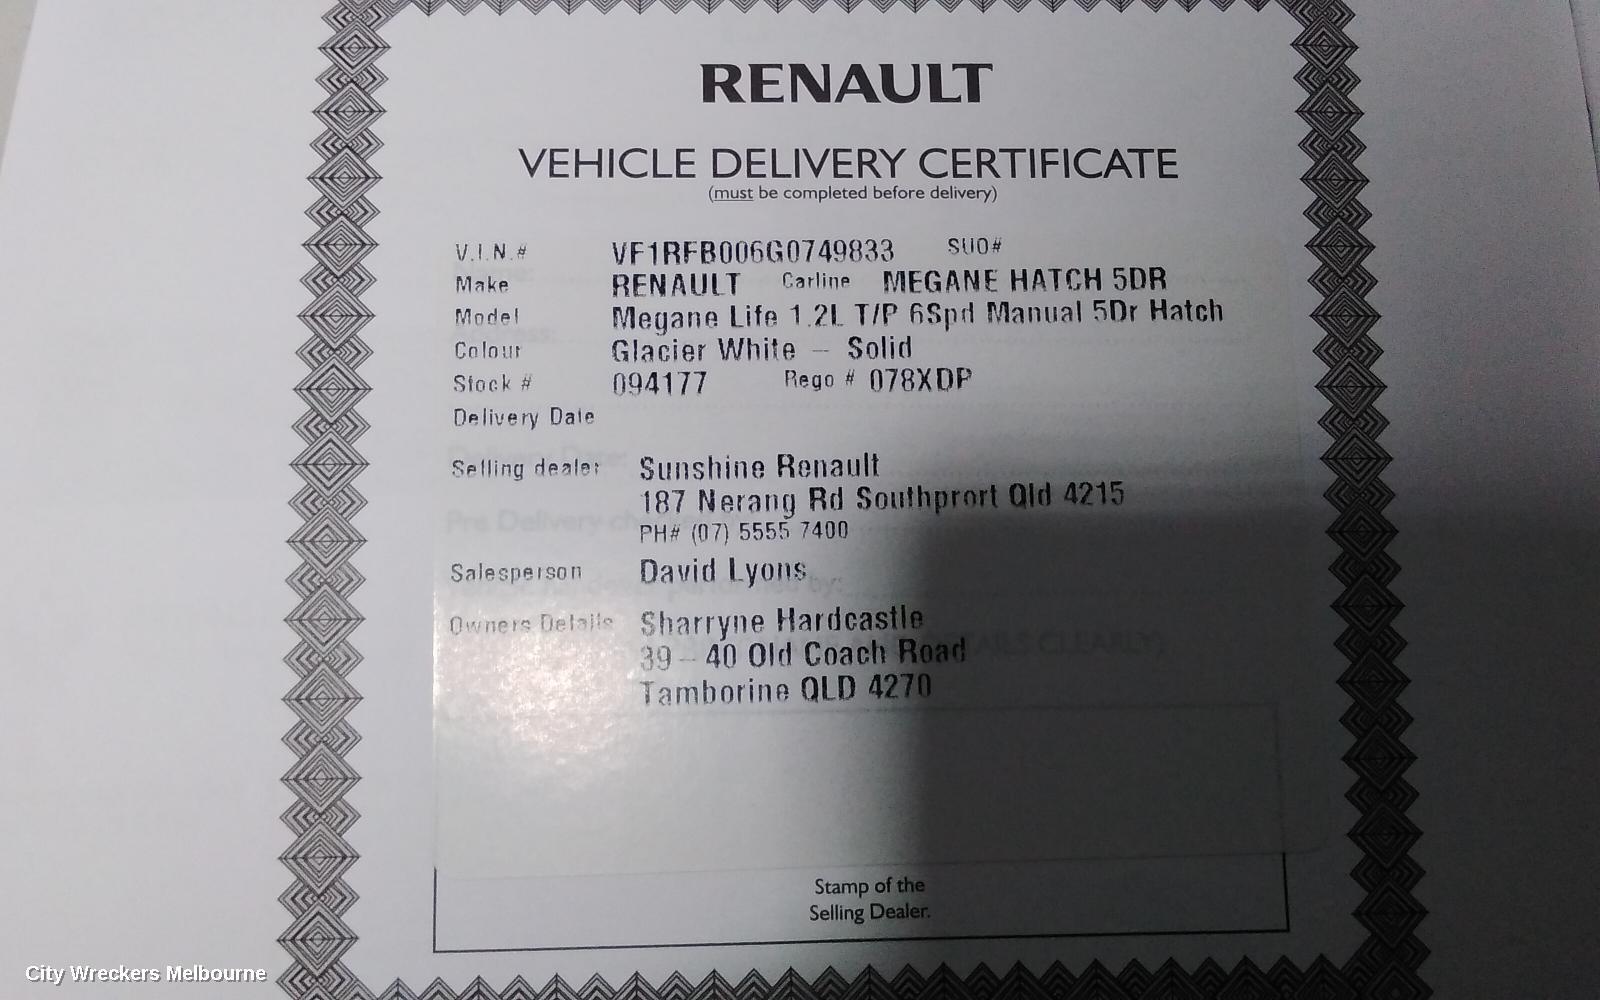 RENAULT
VEHICLE DELIVERY CERTIFICATE
(must be completed before delivery)
V.I.N.# VF1RFB006G0749833 SUO#
Make RENAULT Carline MEGANE HATCH 5DR
Model Megane Life 1.2L T/P 6Spd Manual 5Dr Hatch
Colour Glacier White – Solid
Stock # 094177 Rego # 078XDP
Delivery Date
Selling dealer Sunshine Renault
187 Nerang Rd Southprort Qld 4215
PH# (07) 5555 7400
Salesperson David Lyons
Owners Details Sharryne Hardcastle
39 – 40 Old Coach Road
Tamborine QLD 4270
Stamp of the
Selling Dealer.
City Wreckers Melbourne